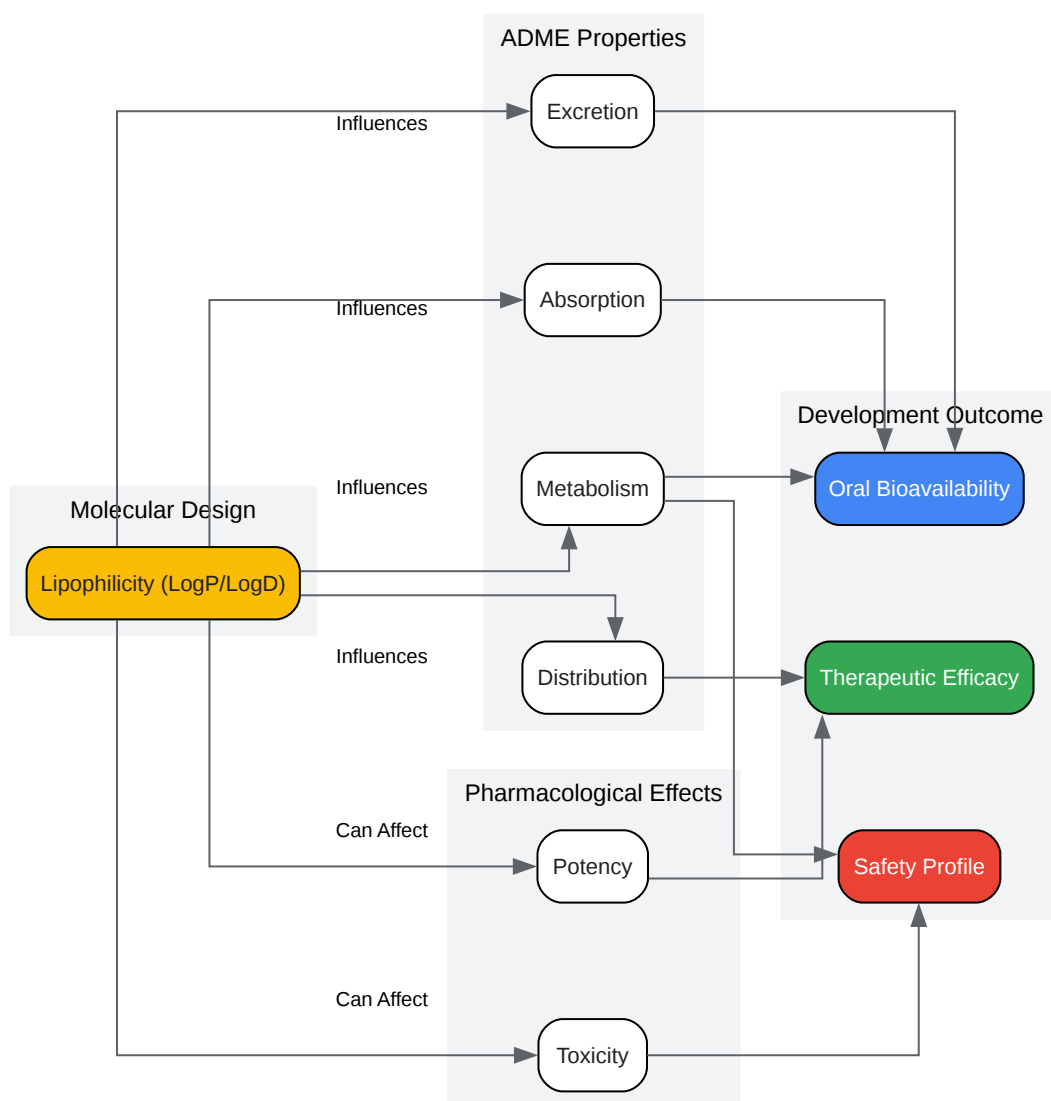 ADME Properties
Excretion
Influences
Absorption
Influences
Development Outcome
Metabolism
Influences
Oral Bioavailability
Molecular Design
Lipophilicity (LogP/LogD)
Influences
Distribution
Therapeutic Efficacy
Pharmacological Effects
Can Affect
Potency
Safety Profile
Can Affect
Toxicity